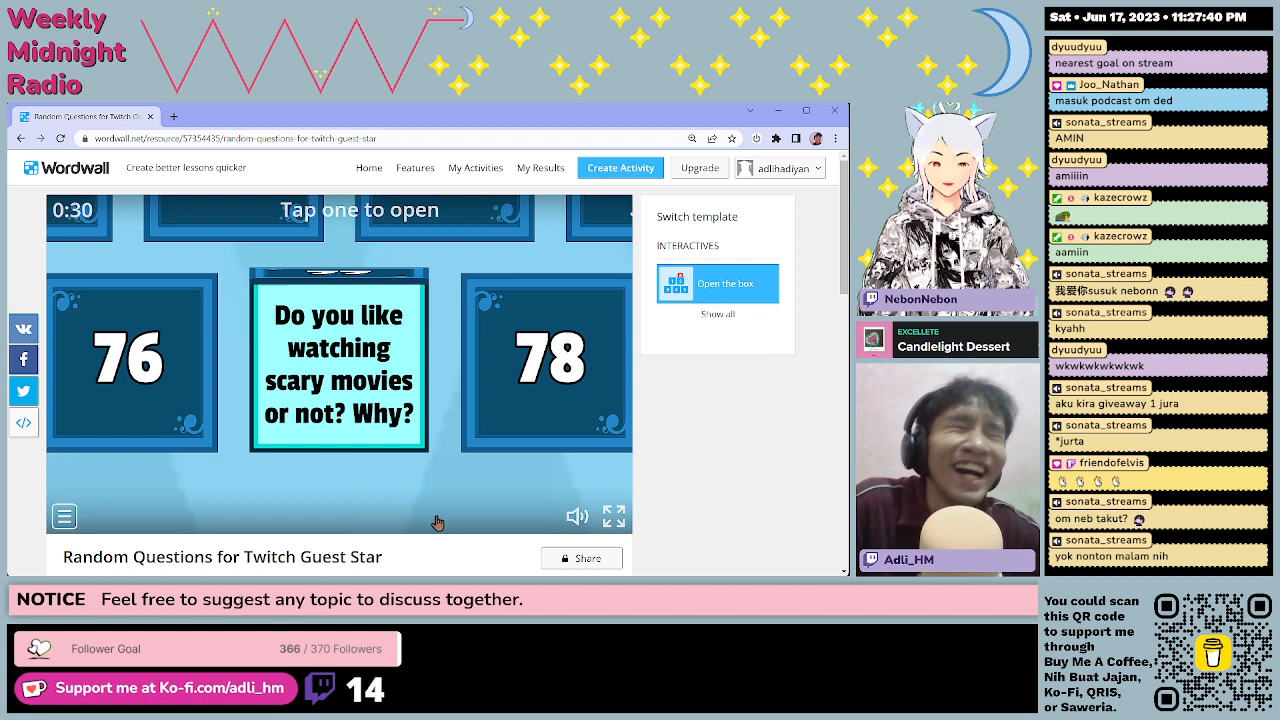 Weekly
Midnight
Radio
Sat • Jun 17, 2023 • 11:27:40 PM
Random Questions for Twitch G
wordwall.net/resource/57354435/random-questions-for-twitch-guest-star
Wordwall
Create better lessons quicker
Home
Features
My Activities
My Results
Create Activity
Upgrade
adlihadiyan
0:30
Tap one to open
76
Do you like
watching
scary movies
or not? Why?
78
Switch template
INTERACTIVES
Open the box
Show all
Random Questions for Twitch Guest Star
Share
NebonNebon
EXCELLETE
Candlelight Dessert
Adli_HM
dyuudyuu
nearest goal on stream
Joo_Nathan
masuk podcast om ded
sonata_streams
AMIN
dyuudyuu
amiiiin
kazecrowz
kazecrowz
aamiin
sonata_streams
我爱你susuk nebonn
sonata_streams
kyahh
dyuudyuu
wkwkwkwkwkwk
sonata_streams
aku kira giveaway 1 jura
sonata_streams
*jurta
friendofelvis
sonata_streams
om neb takut?
sonata_streams
yok nonton malam nih
NOTICE Feel free to suggest any topic to discuss together.
Follower Goal
366 / 370 Followers
Support me at Ko-fi.com/adli_hm
14
You could scan
this QR code
to support me
through
Buy Me A Coffee,
Nih Buat Jajan,
Ko-Fi, QRIS,
or Saweria.